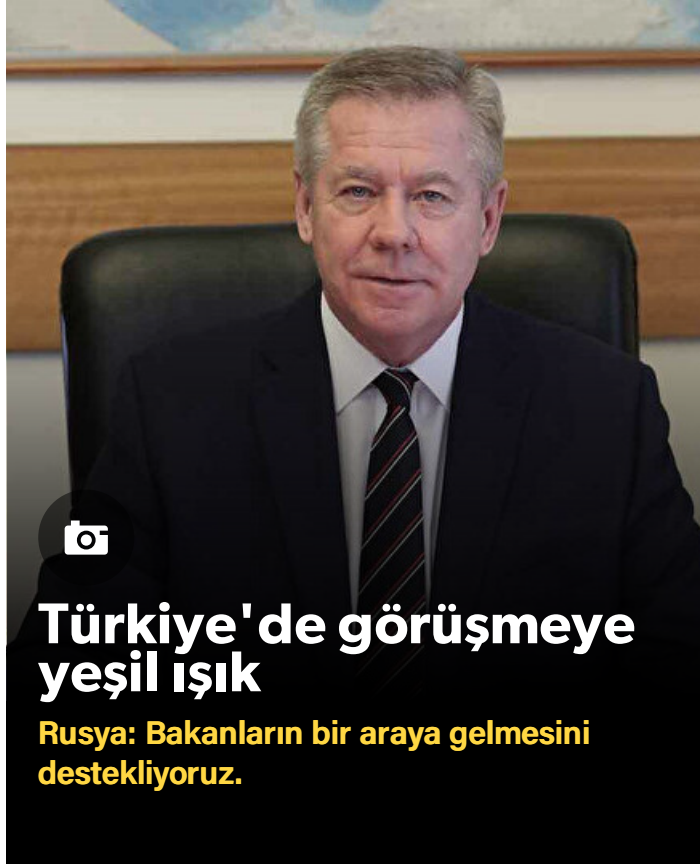 Türkiye'de görüşmeye
yeşil ışık
Rusya: Bakanların bir araya gelmesini
destekliyoruz.